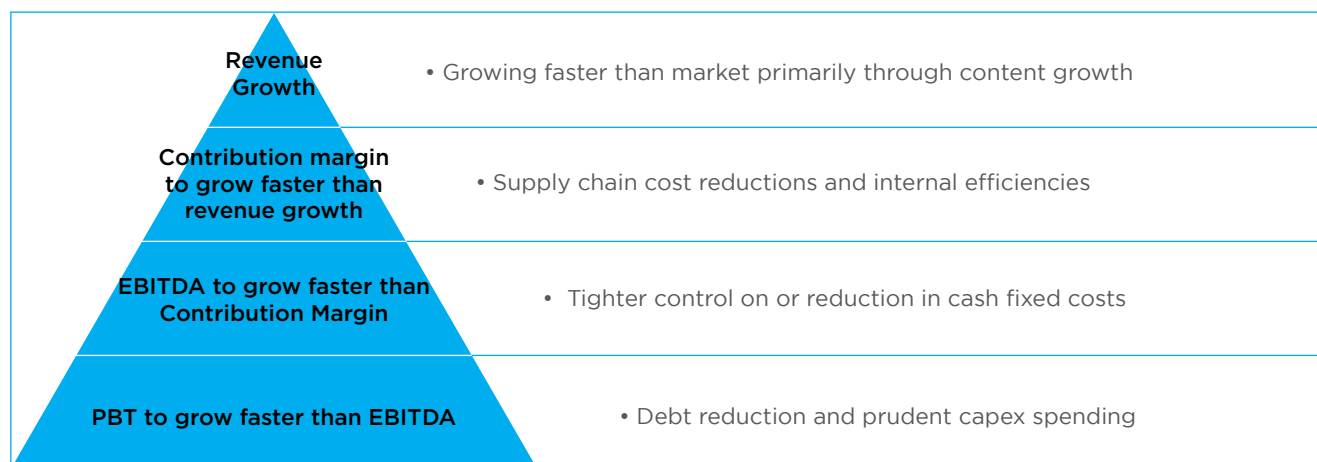 Revenue
Growth
• Growing faster than market primarily through content growth
Contribution margin
to grow faster than
revenue growth
• Supply chain cost reductions and internal efficiencies
EBITDA to grow faster than
Contribution Margin
• Tighter control on or reduction in cash fixed costs
PBT to grow faster than EBITDA
• Debt reduction and prudent capex spending